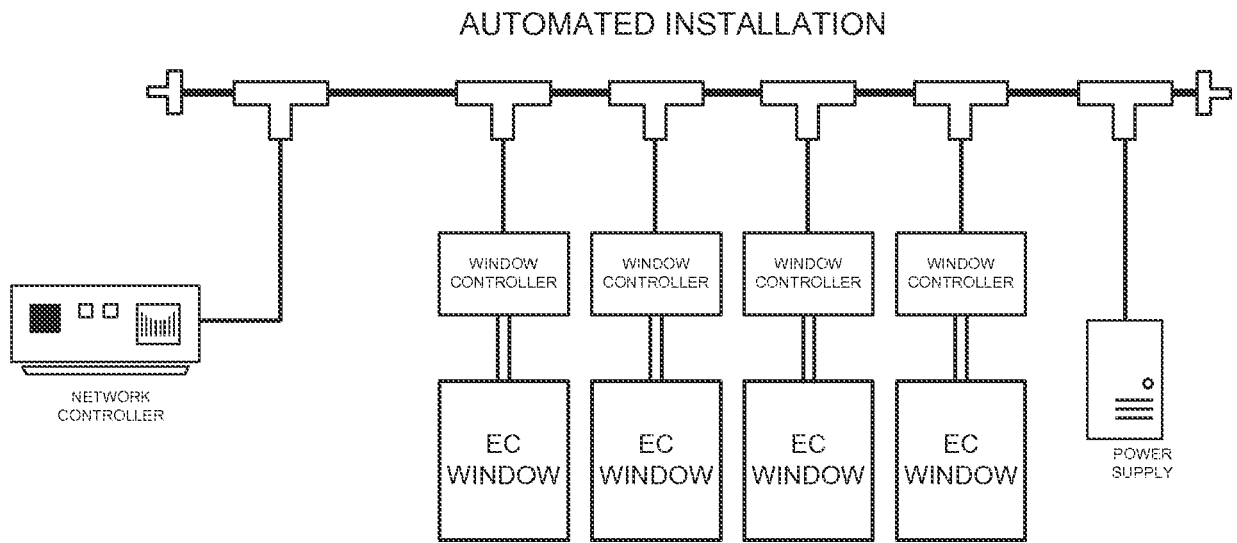 AUTOMATED INSTALLATION
WINDOW
CONTROLLER
WINDOW
CONTROLLER
WINDOW
CONTROLLER
WINDOW
CONTROLLER
NETWORK
CONTROLLER
EC
WINDOW
EC
WINDOW
EC
WINDOW
EC
WINDOW
POWER
SUPPLY